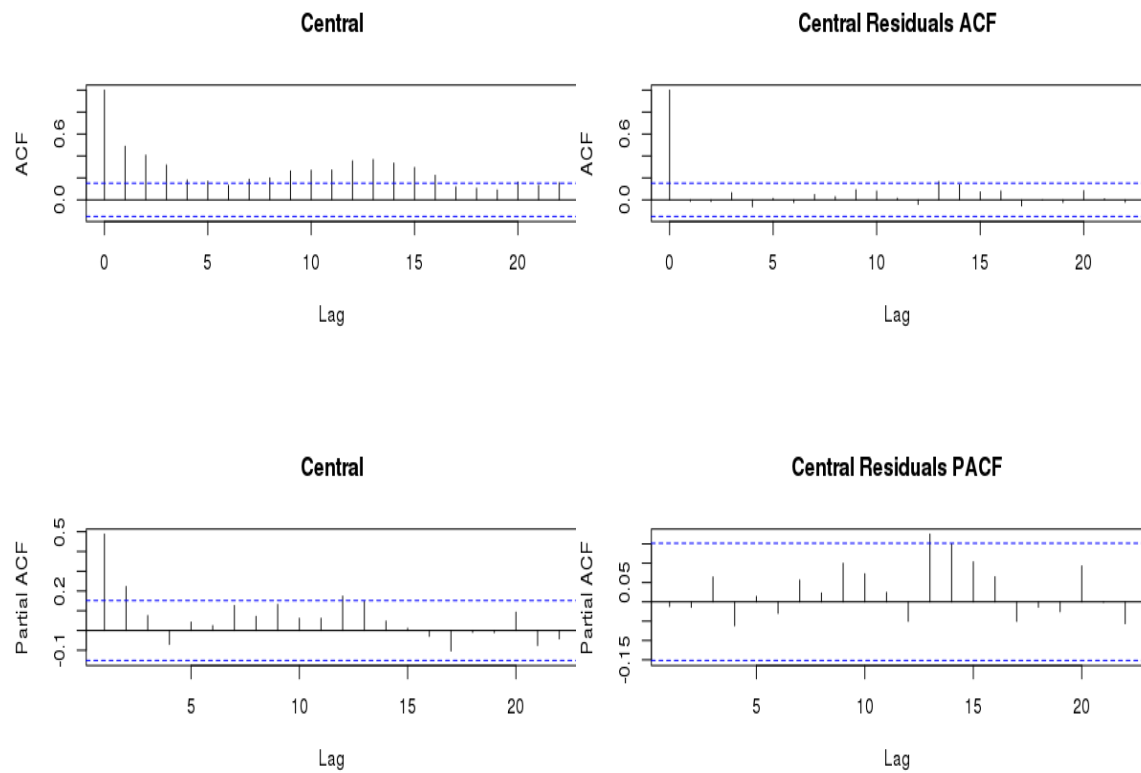 Central
ACF
0.0 0.6
0 5 10 15 20
Lag
Central Residuals ACF
ACF
0.0 0.6
0 5 10 15 20
Lag
Central
Partial ACF
-0.1 0.2 0.5
5 10 15 20
Lag
Central Residuals PACF
Partial ACF
-0.15 0.05
5 10 15 20
Lag